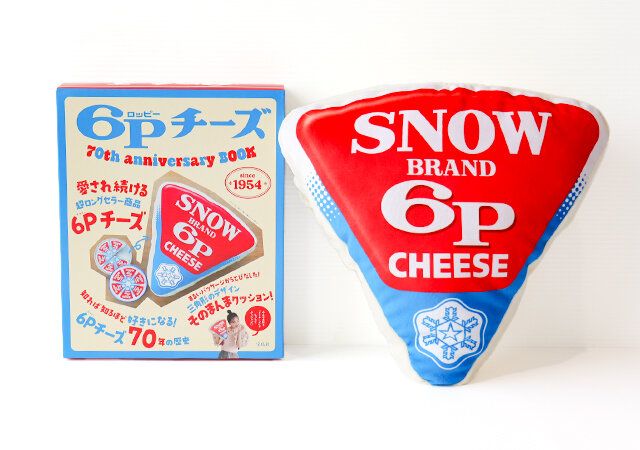 ロッピー
6Pチーズ
70th anniversary BOOK
愛され続ける
超ロングセラー商品
6Pチーズ
since
1954
SNOW
BRAND
6P
CHEESE
まるいパッケージからとびだした!
三角形のデザイン
そのまんまクッション!
知れば知るほど好きになる!
6Pチーズ70年の歴史
宝島社
SNOW
BRAND
6P
CHEESE